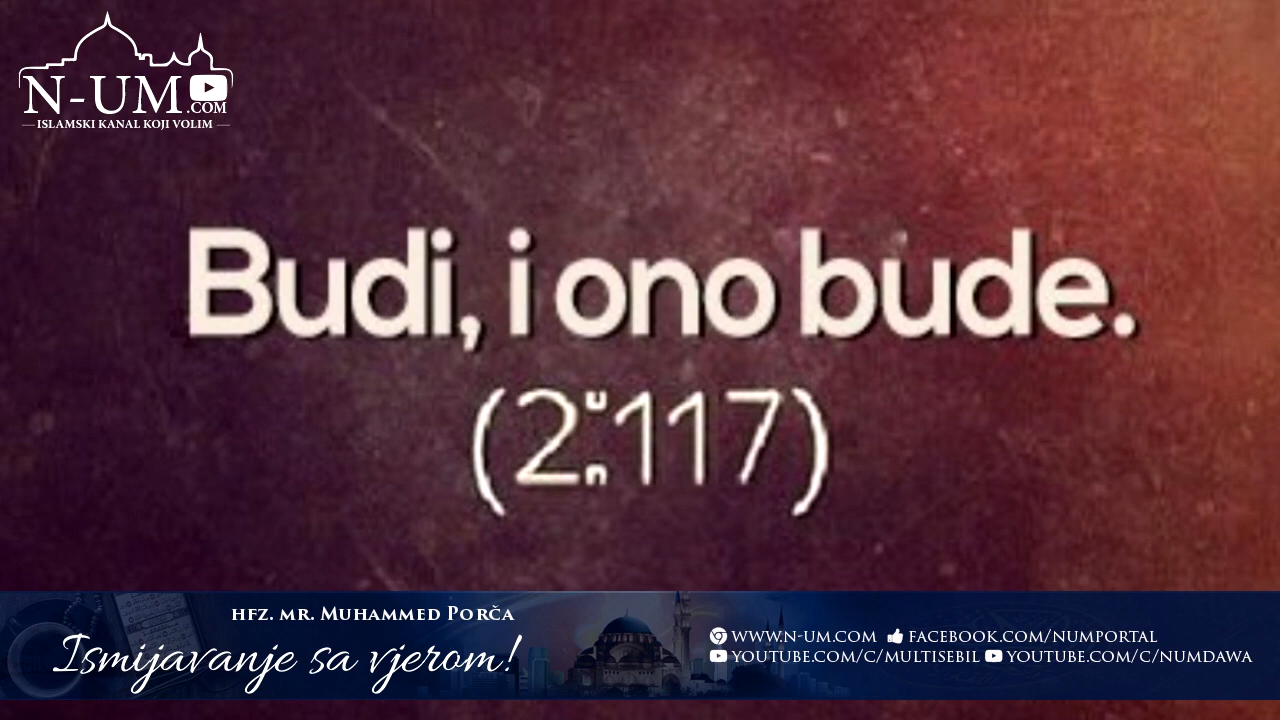 N-UM
.COM
ISLAMSKI KANAL KOJI VOLIM
Budi, i ono bude.
(2:117)
HFZ. MR. MUHAMMED PORČA
Ismijavanje sa vjerom!
WWW.N-UM.COM FACEBOOK.COM/NUMPORTAL
YOUTUBE.COM/C/MULTISEBIL YOUTUBE.COM/C/NUMDAWA